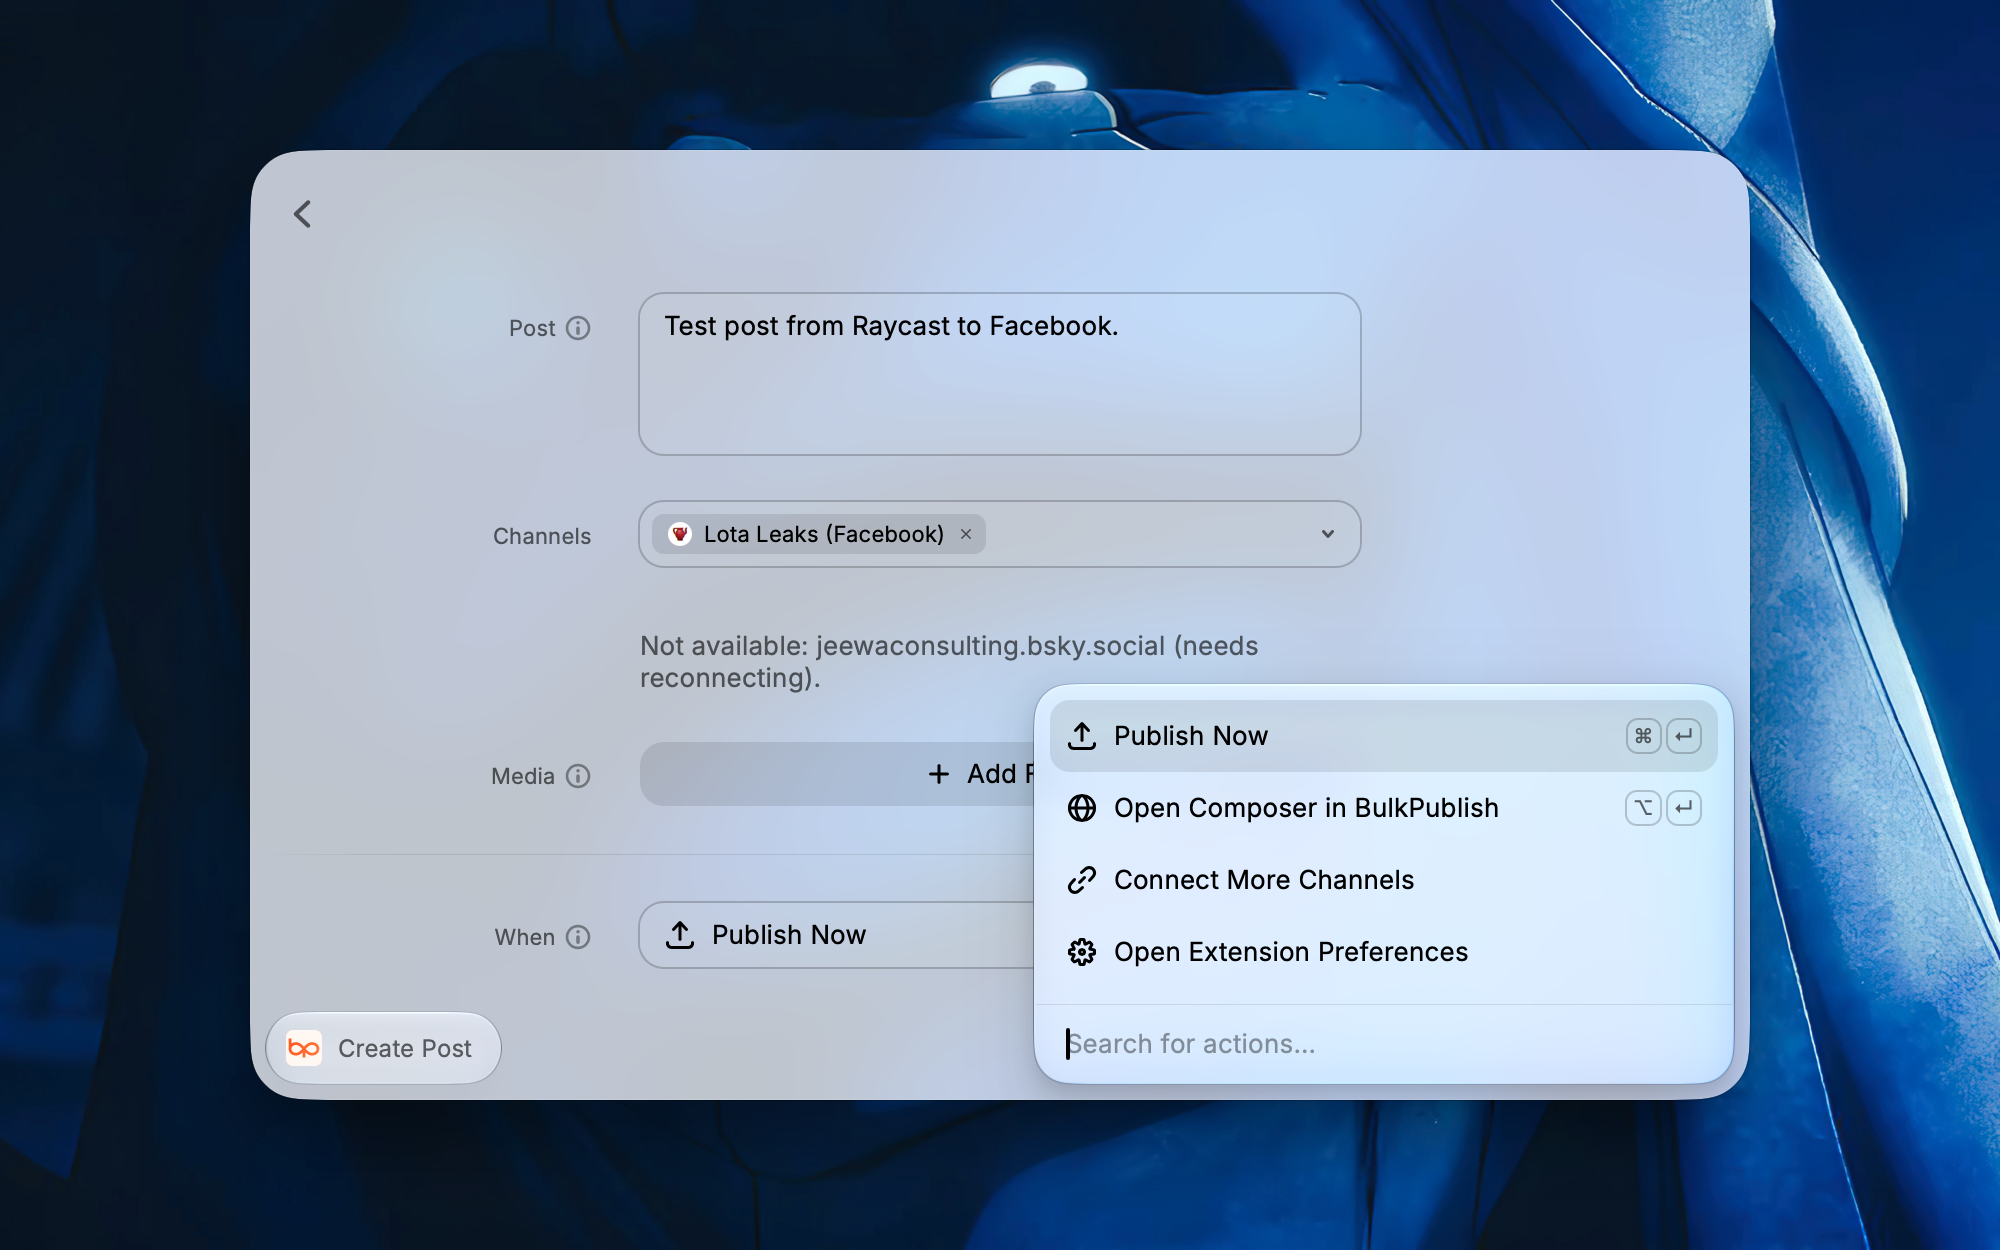 Post
Test post from Raycast to Facebook.
Channels
Lota Leaks (Facebook) ×
Not available: jeewaconsulting.bsky.social (needs
reconnecting).
Media
+ Add F
When
Publish Now
Publish Now ⌘ ↵
Open Composer in BulkPublish ⌥ ↵
Connect More Channels
Open Extension Preferences
Search for actions...
bp Create Post